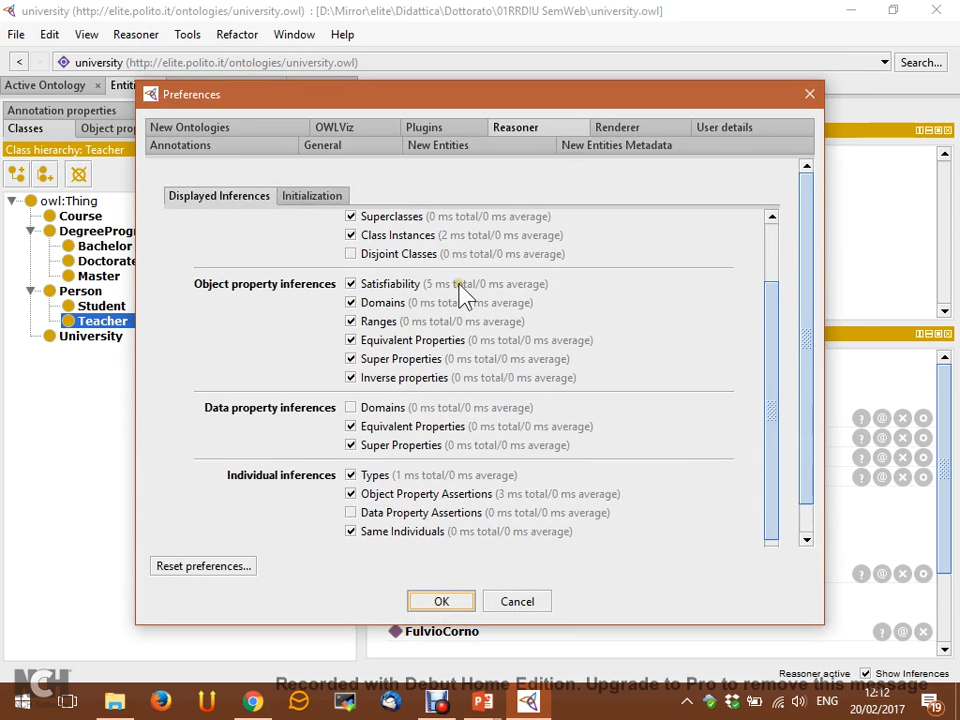 university (http://elite.polito.it/ontologies/university.owl) : [D:\Mirror\elite\Didattica\Dottorato\01RRDIU SemWeb\university.owl]
File Edit View Reasoner Tools Refactor Window Help
< university (http://elite.polito.it/ontologies/university.owl) Search...
Active Ontology × Entiti
Preferences
Annotation properties
Classes Object prop
Class hierarchy: Teacher
owl:Thing
Course
DegreeProg
Bachelor
Doctorate
Master
Person
Student
Teacher
University
New Ontologies OWLViz Plugins Reasoner Renderer User details
Annotations General New Entities New Entities Metadata
Displayed Inferences Initialization
Superclasses (0 ms total/0 ms average)
Class Instances (2 ms total/0 ms average)
Disjoint Classes (0 ms total/0 ms average)
Object property inferences Satisfiability (5 ms total/0 ms average)
Domains (0 ms total/0 ms average)
Ranges (0 ms total/0 ms average)
Equivalent Properties (0 ms total/0 ms average)
Super Properties (0 ms total/0 ms average)
Inverse properties (0 ms total/0 ms average)
Data property inferences Domains (0 ms total/0 ms average)
Equivalent Properties (0 ms total/0 ms average)
Super Properties (0 ms total/0 ms average)
Individual inferences Types (1 ms total/0 ms average)
Object Property Assertions (3 ms total/0 ms average)
Data Property Assertions (0 ms total/0 ms average)
Same Individuals (0 ms total/0 ms average)
Reset preferences...
OK Cancel
FulvioCorno
Reasoner active Show Inferences
NCH Recorded with Debut Home Edition. Upgrade to Pro to remove this message
ENG 12:12
20/02/2017
19